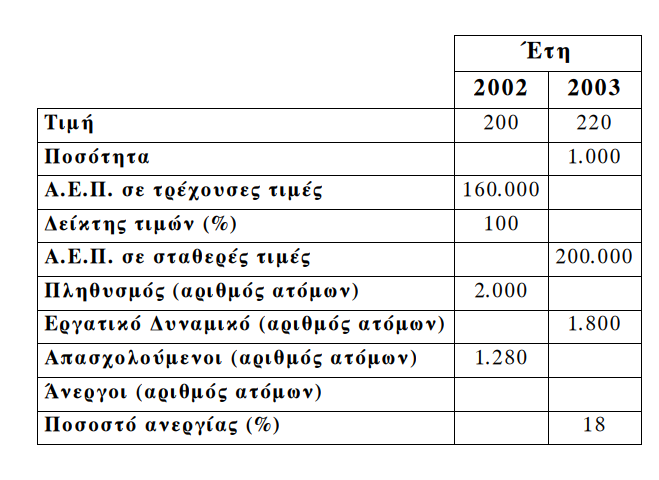 Έτη
2002 2003
Τιμή 200 220
Ποσότητα 1.000
Α.Ε.Π. σε τρέχουσες τιμές 160.000
Δείκτης τιμών (%) 100
Α.Ε.Π. σε σταθερές τιμές 200.000
Πληθυσμός (αριθμός ατόμων) 2.000
Εργατικό Δυναμικό (αριθμός ατόμων) 1.800
Απασχολούμενοι (αριθμός ατόμων) 1.280
Άνεργοι (αριθμός ατόμων)
Ποσοστό ανεργίας (%) 18